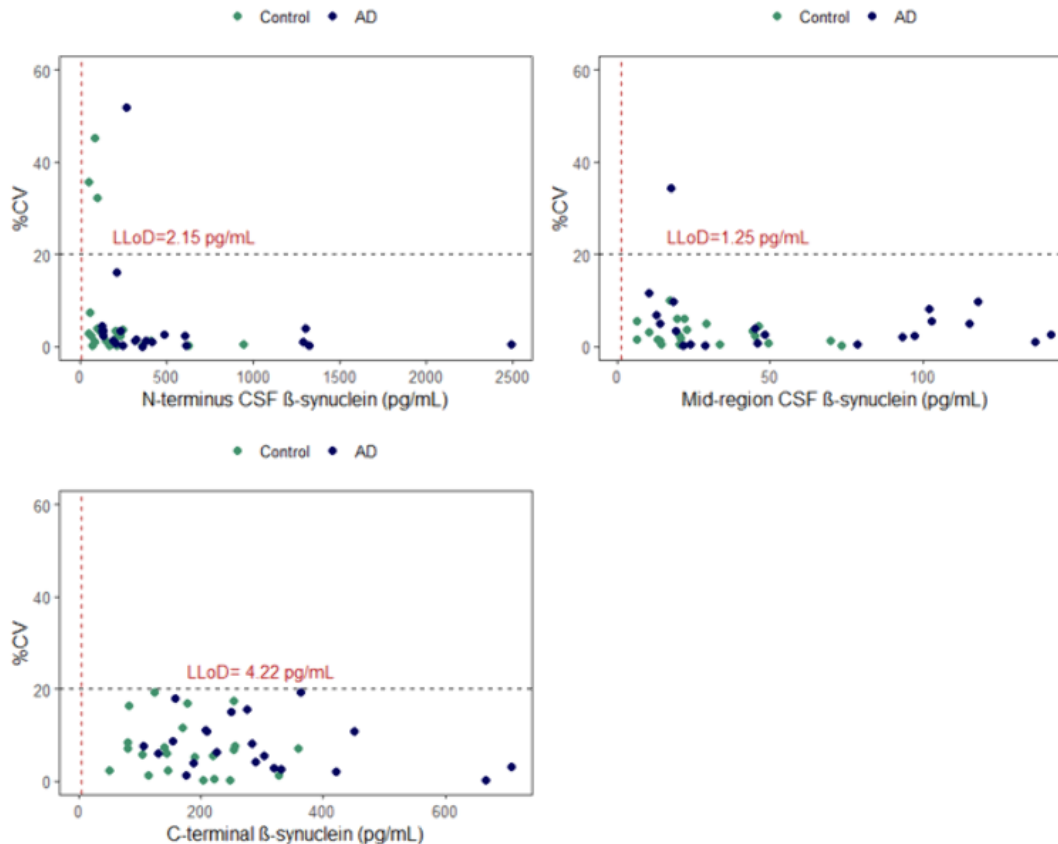 Control AD
60
40
20
0
%CV
LLoD=2.15 pg/mL
0 500 1000 1500 2000 2500
N-terminus CSF ß-synuclein (pg/mL)
Control AD
60
40
20
0
%CV
LLoD=1.25 pg/mL
0 50 100
Mid-region CSF ß-synuclein (pg/mL)
Control AD
60
40
20
0
%CV
LLoD= 4.22 pg/mL
0 200 400 600
C-terminal ß-synuclein (pg/mL)